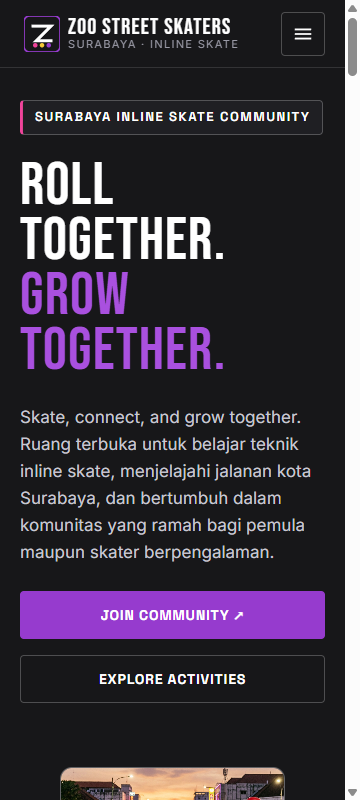 Z
ZOO STREET SKATERS
SURABAYA · INLINE SKATE
SURABAYA INLINE SKATE COMMUNITY
ROLL
TOGETHER.
GROW
TOGETHER.
Skate, connect, and grow together.
Ruang terbuka untuk belajar teknik
inline skate, menjelajahi jalanan kota
Surabaya, dan bertumbuh dalam
komunitas yang ramah bagi pemula
maupun skater berpengalaman.
JOIN COMMUNITY ↗
EXPLORE ACTIVITIES